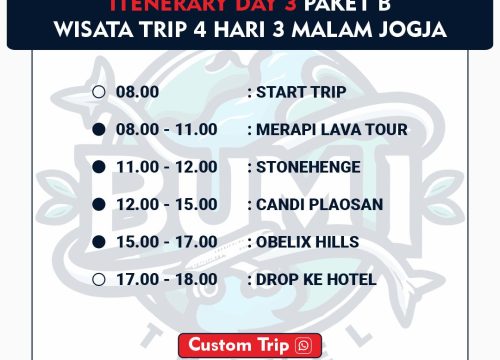 ITENERARY DAY 3 PAKET B
WISATA TRIP 4 HARI 3 MALAM JOGJA
08.00 : START TRIP
08.00 - 11.00 : MERAPI LAVA TOUR
11.00 - 12.00 : STONEHENGE
12.00 - 15.00 : CANDI PLAOSAN
15.00 - 17.00 : OBELIX HILLS
17.00 - 18.00 : DROP KE HOTEL
BUMI
Custom Trip